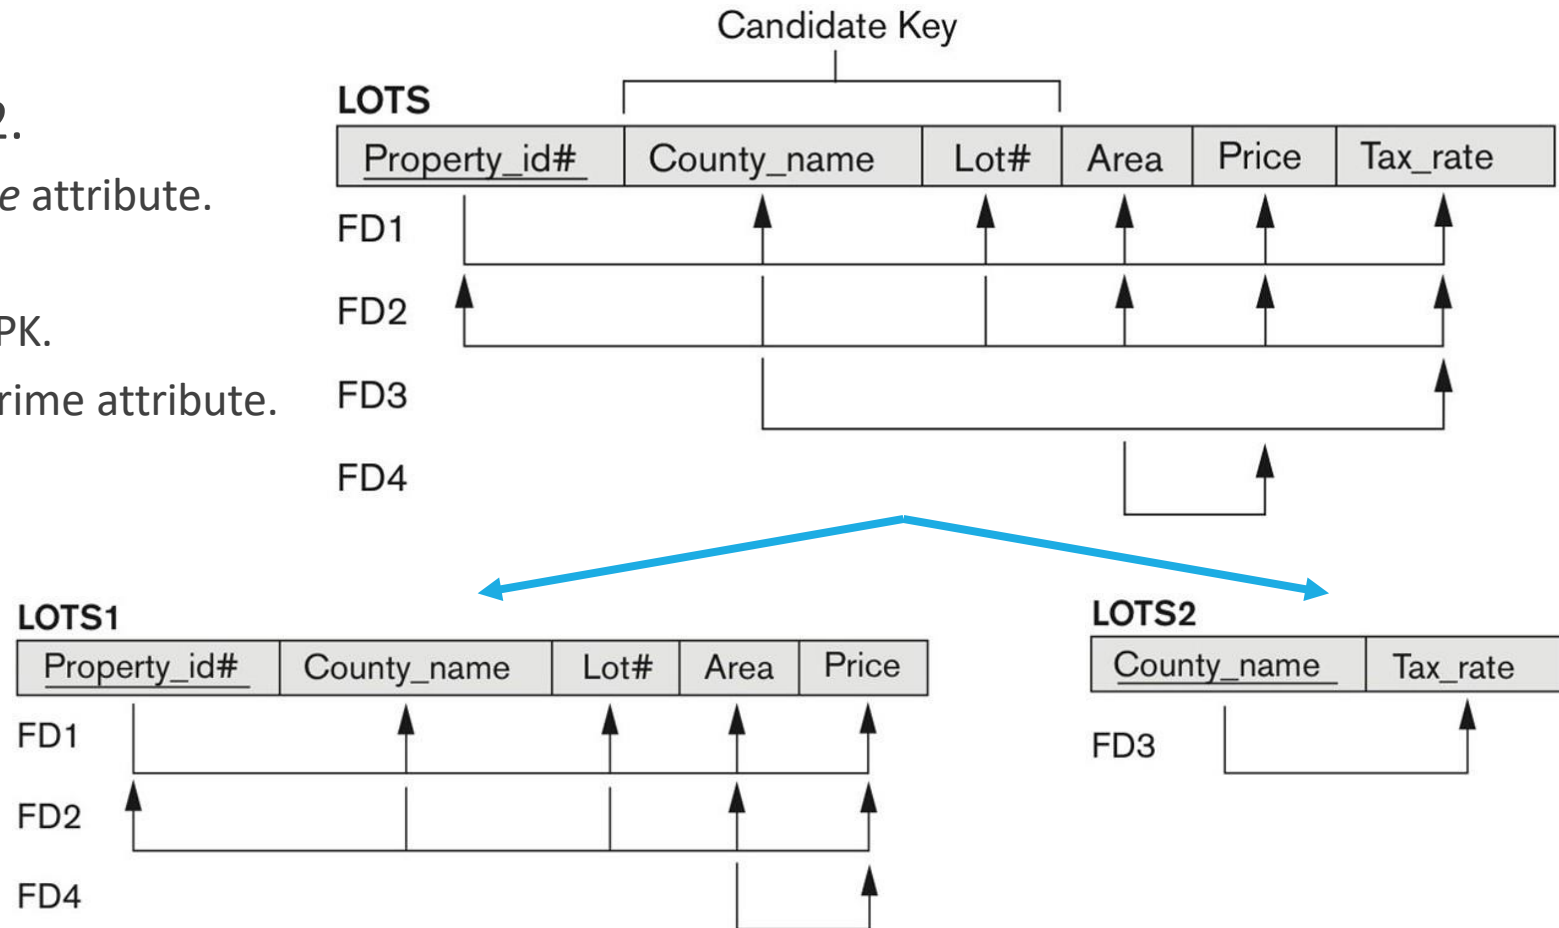 Candidate Key
LOTS
2.
e attribute.
PK.
rime attribute.
Property_id# County_name Lot# Area Price Tax_rate
FD1
FD2
FD3
FD4
LOTS1
Property_id# County_name Lot# Area Price
FD1
FD2
FD4
LOTS2
County_name Tax_rate
FD3